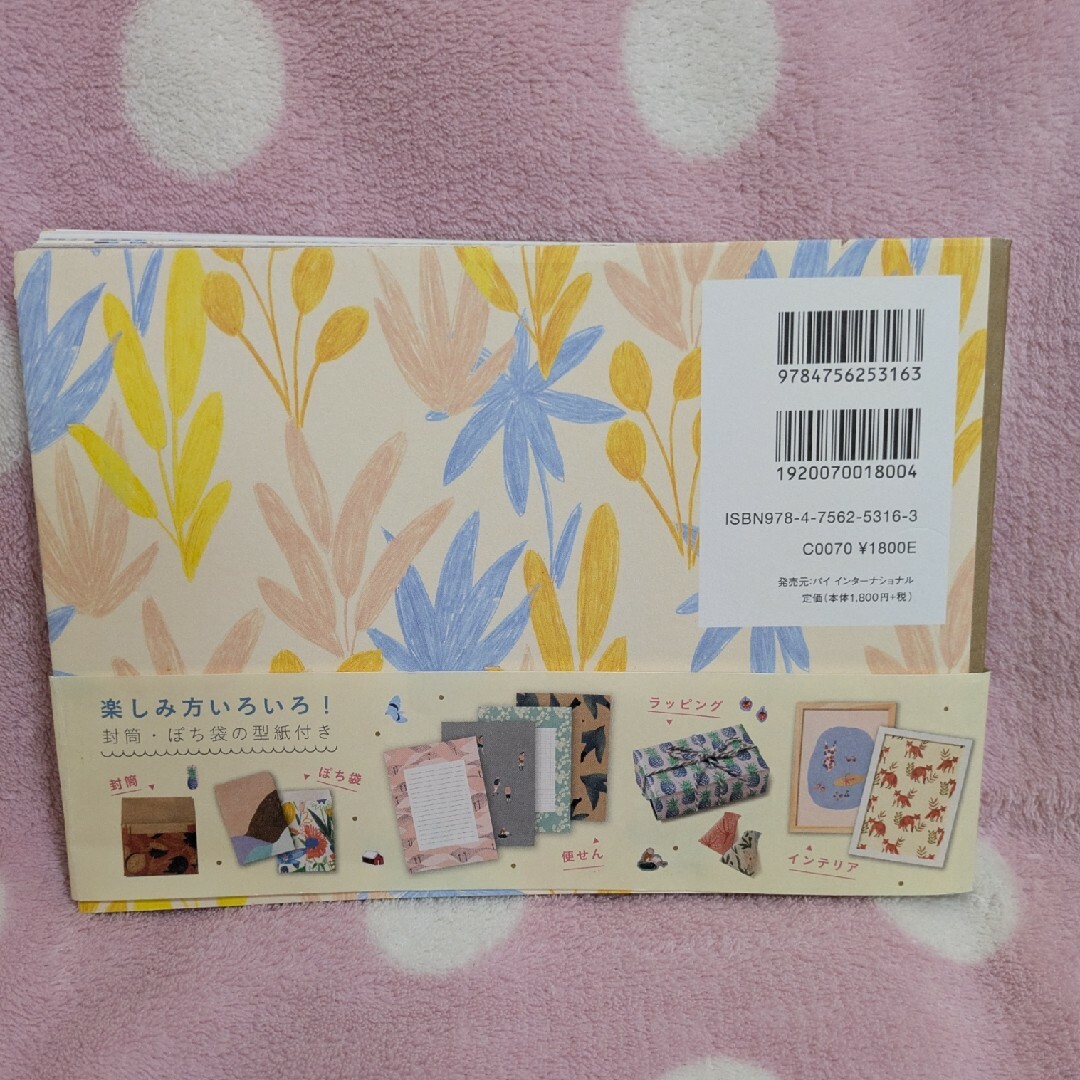 9784756253163
1920070018004
ISBN978-4-7562-5316-3
C0070 ¥1800E
発売元:パイ インターナショナル
定価(本体1,800円+税)
楽しみ方いろいろ!
封筒・ぽち袋の型紙付き
封筒
ぽち袋
便せん
ラッピング
インテリア